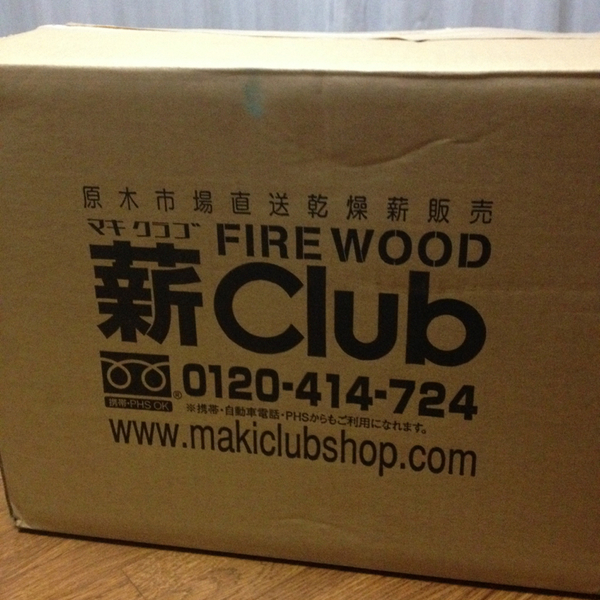 原木市場直送乾燥薪販売
マキクラブ FIRE WOOD
薪Club
携帯・PHS OK ® 0120-414-724
※携帯・自動車電話・PHSからもご利用になれます。
www.makiclubshop.com